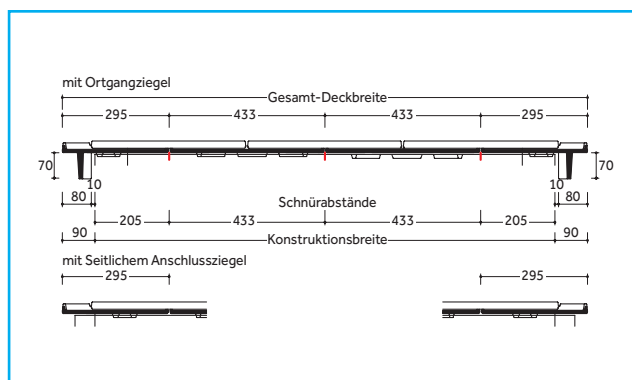 mit Ortgangziegel
Gesamt-Deckbreite
295 433 433 295
70 70
10 10
80 Schnürabstände 80
205 433 433 205
90 Konstruktionsbreite 90
mit Seitlichem Anschlussziegel
295 295